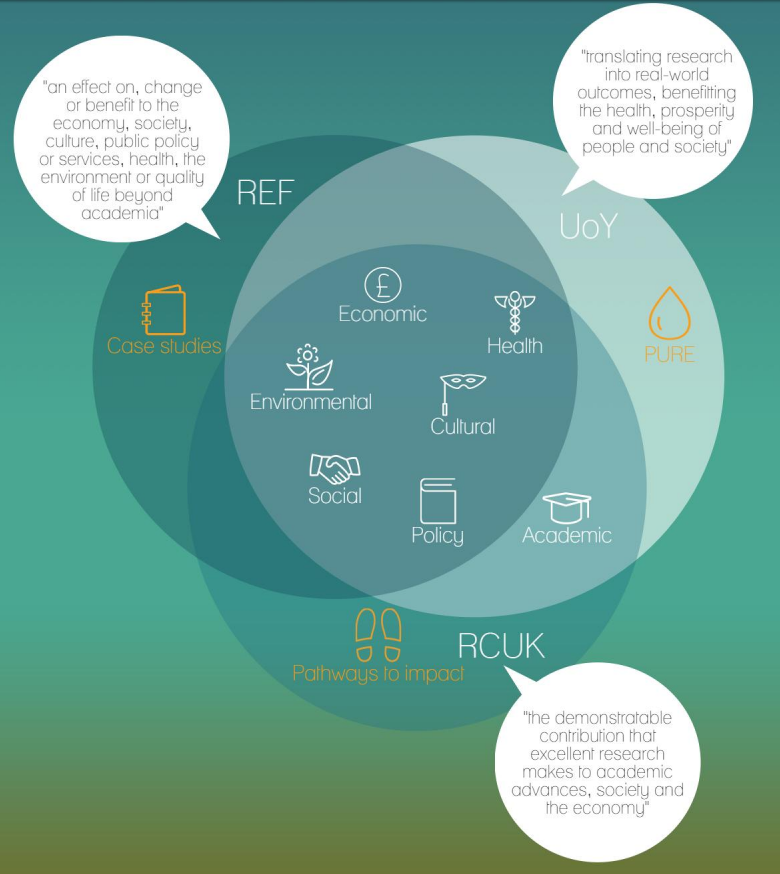 "an effect on, change
or benefit to the
economy, society,
culture, public policy
or services, health, the
environment or quality
of life beyond
academia"
"translating research
into real-world
outcomes, benefitting
the health, prosperity
and well-being of
people and society"
REF
UoY
Economic
Health
Case studies
PURE
Environmental
Cultural
Social
Policy
Academic
Pathways to impact
RCUK
"the demonstratable
contribution that
excellent research
makes to academic
advances, society and
the economy"